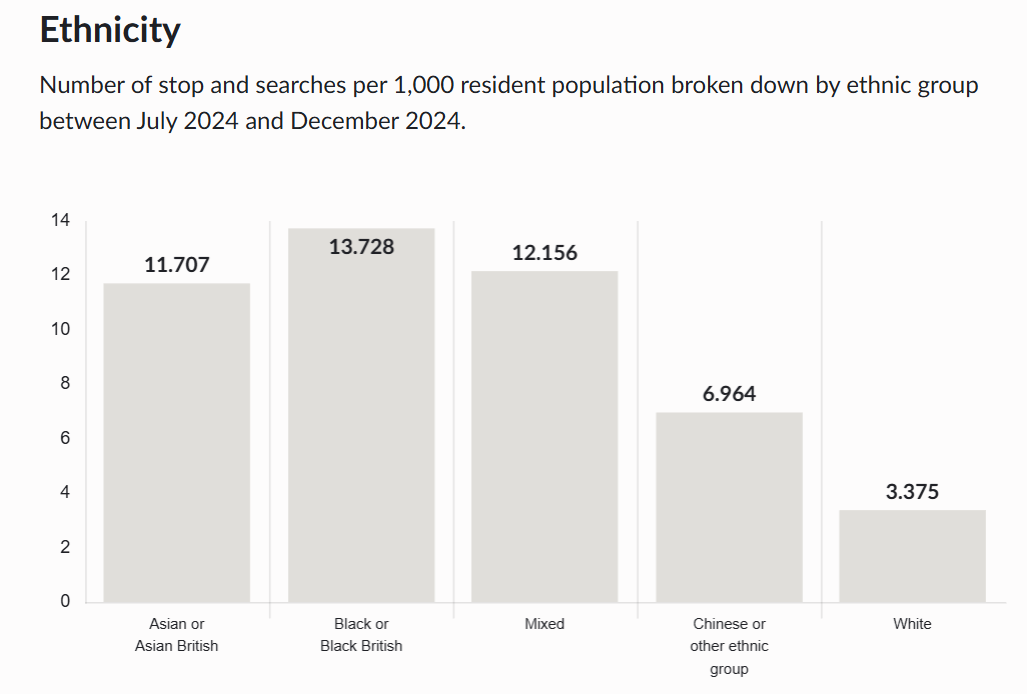 Ethnicity
Number of stop and searches per 1,000 resident population broken down by ethnic group
between July 2024 and December 2024.
14
12
10
8
6
4
2
0
11.707
13.728
12.156
6.964
3.375
Asian or
Asian British
Black or
Black British
Mixed
Chinese or
other ethnic
group
White